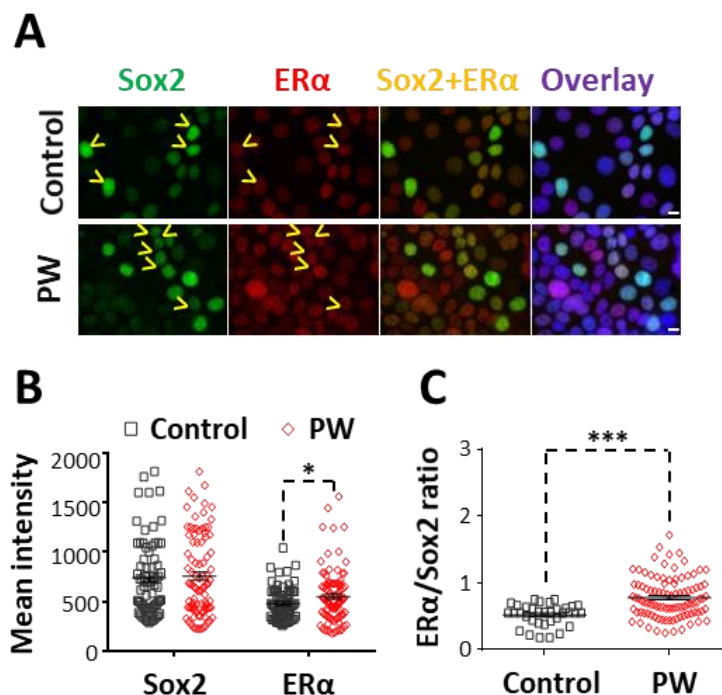 A
Sox2 ERα Sox2+ERα Overlay
Control
PW
B
□ Control ◇ PW
Mean intensity
2000
1500
1000
500
0
*
Sox2 ERα
C
ERα/Sox2 ratio
3
2
1
0
***
Control PW